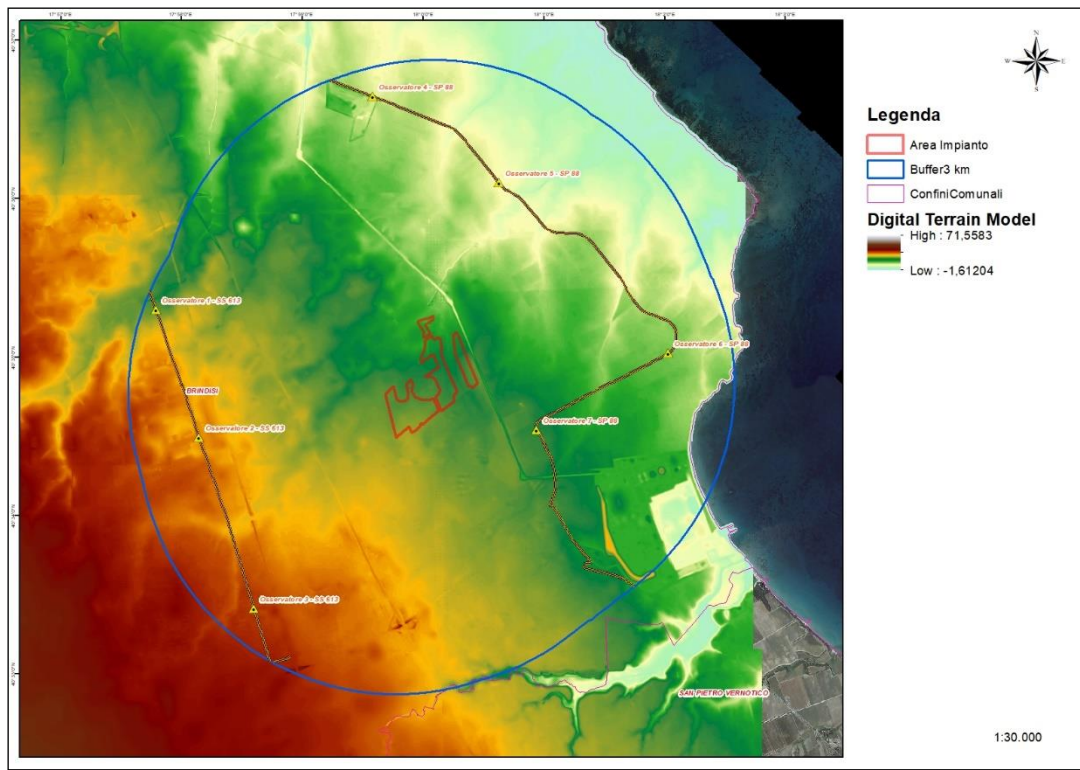 N
W E
S
Osservatore 4 - SP 88
Osservatore 5 - SP 88
Osservatore 1 - SS 613
Osservatore 6 - SP 88
BRINDISI
Osservatore 2 - SS 613
Osservatore 7 - SP 88
Osservatore 3 - SS 613
SAN PIETRO VERNOTICO
Legenda
Area Impianto
Buffer3 km
ConfiniComunali
Digital Terrain Model
High : 71,5583
Low : -1,61204
1:30.000